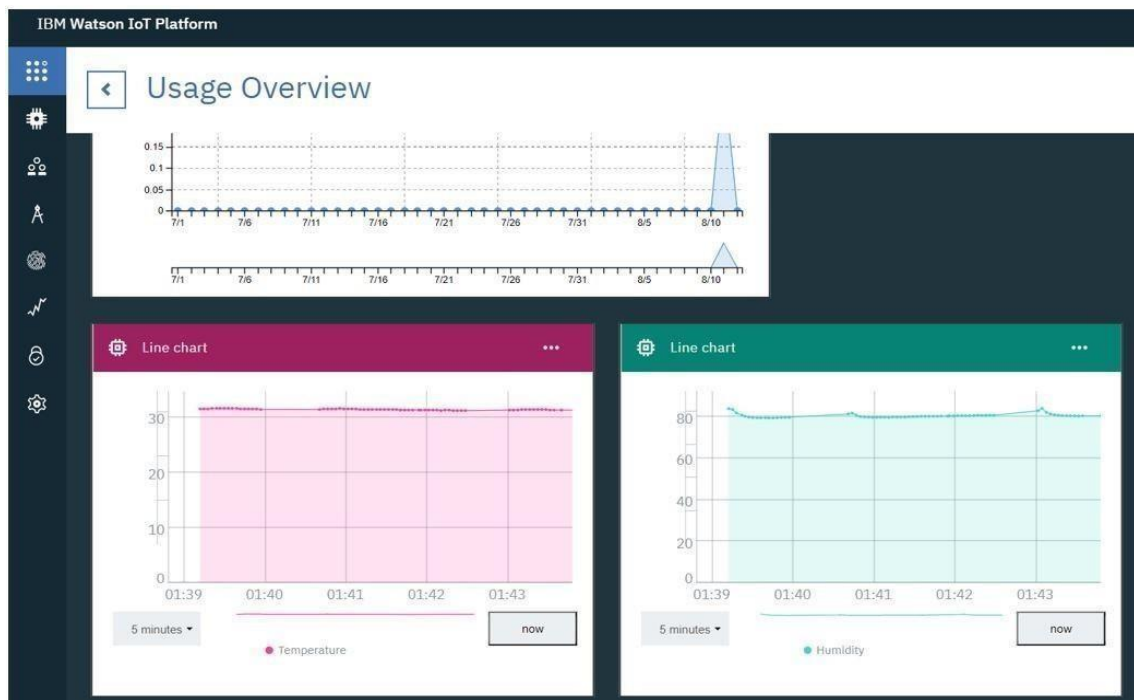 IBM Watson IoT Platform
Usage Overview
0.15
0.1
0.05
0
7/1 7/6 7/11 7/16 7/21 7/26 7/31 8/5 8/10
7/1 7/6 7/11 7/16 7/21 7/26 7/31 8/5 8/10
Line chart
30
20
10
0
01:39 01:40 01:41 01:42 01:43
5 minutes
now
Temperature
Line chart
80
60
40
20
0
01:39 01:40 01:41 01:42 01:43
5 minutes
now
Humidity